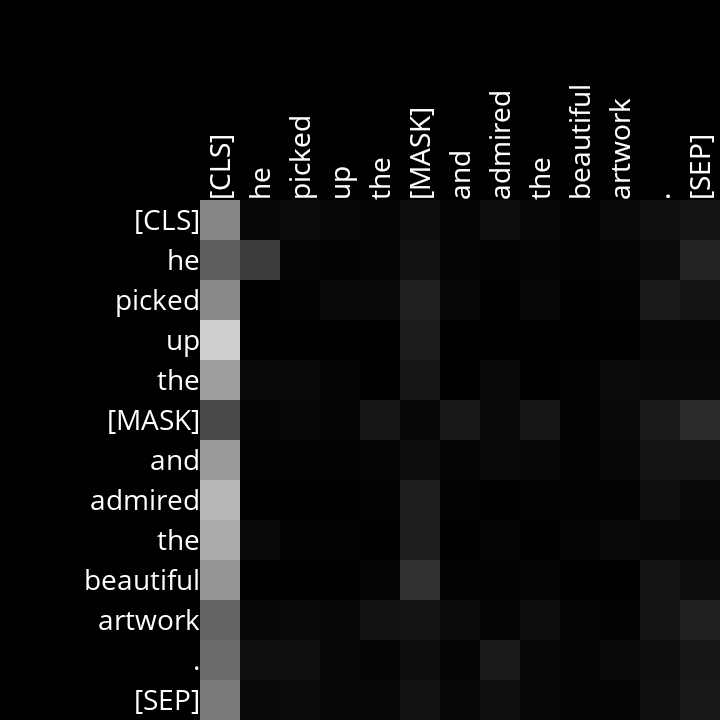 [CLS] he picked up the [MASK] and admired the beautiful artwork . [SEP]
[CLS]
he
picked
up
the
[MASK]
and
admired
the
beautiful
artwork
.
[SEP]